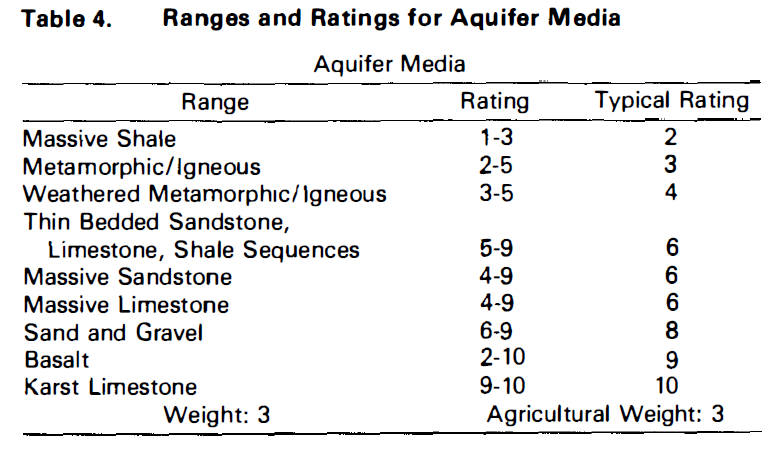 Table 4. Ranges and Ratings for Aquifer Media
Aquifer Media
Range Rating Typical Rating
Massive Shale 1-3 2
Metamorphic/Igneous 2-5 3
Weathered Metamorphic/Igneous 3-5 4
Thin Bedded Sandstone,
Limestone, Shale Sequences 5-9 6
Massive Sandstone 4-9 6
Massive Limestone 4-9 6
Sand and Gravel 6-9 8
Basalt 2-10 9
Karst Limestone 9-10 10
Weight: 3 Agricultural Weight: 3